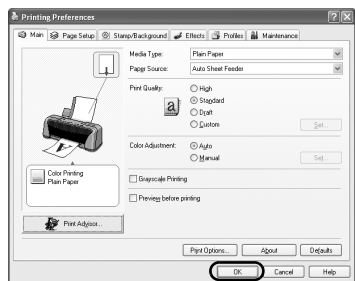 Printing Preferences
Main Page Setup Stamp/Background Effects Profiles Maintenance
Media Type: Plain Paper
Paper Source: Auto Sheet Feeder
Print Quality: High
Standard
Draft
Custom Set...
Color Adjustment: Auto
Manual Set...
Color Printing
Plain Paper
Grayscale Printing
Preview before printing
Print Advisor...
Print Options... About Defaults
OK Cancel Help